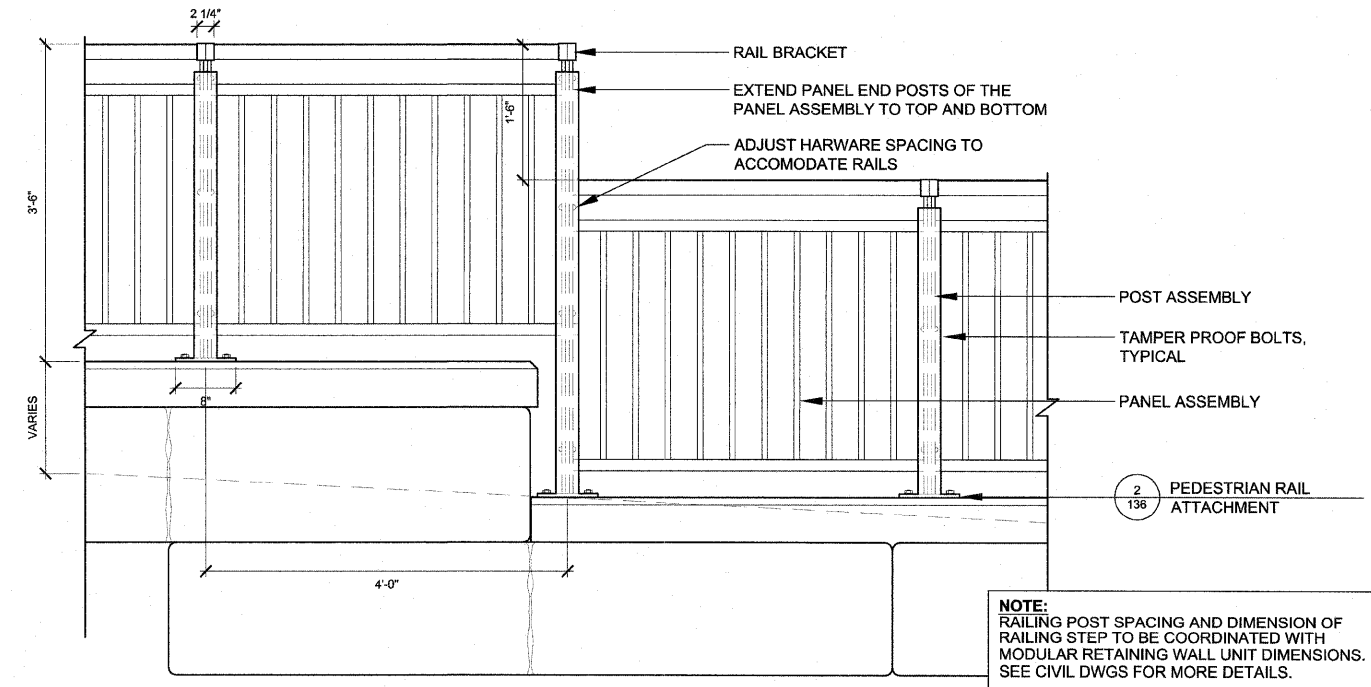 2 1/4"
RAIL BRACKET
EXTEND PANEL END POSTS OF THE
PANEL ASSEMBLY TO TOP AND BOTTOM
1'-6"
ADJUST HARWARE SPACING TO
ACCOMODATE RAILS
3'-6"
POST ASSEMBLY
TAMPER PROOF BOLTS,
TYPICAL
8"
PANEL ASSEMBLY
VARIES
2
136
PEDESTRIAN RAIL
ATTACHMENT
4'-0"
NOTE:
RAILING POST SPACING AND DIMENSION OF
RAILING STEP TO BE COORDINATED WITH
MODULAR RETAINING WALL UNIT DIMENSIONS.
SEE CIVIL DWGS FOR MORE DETAILS.